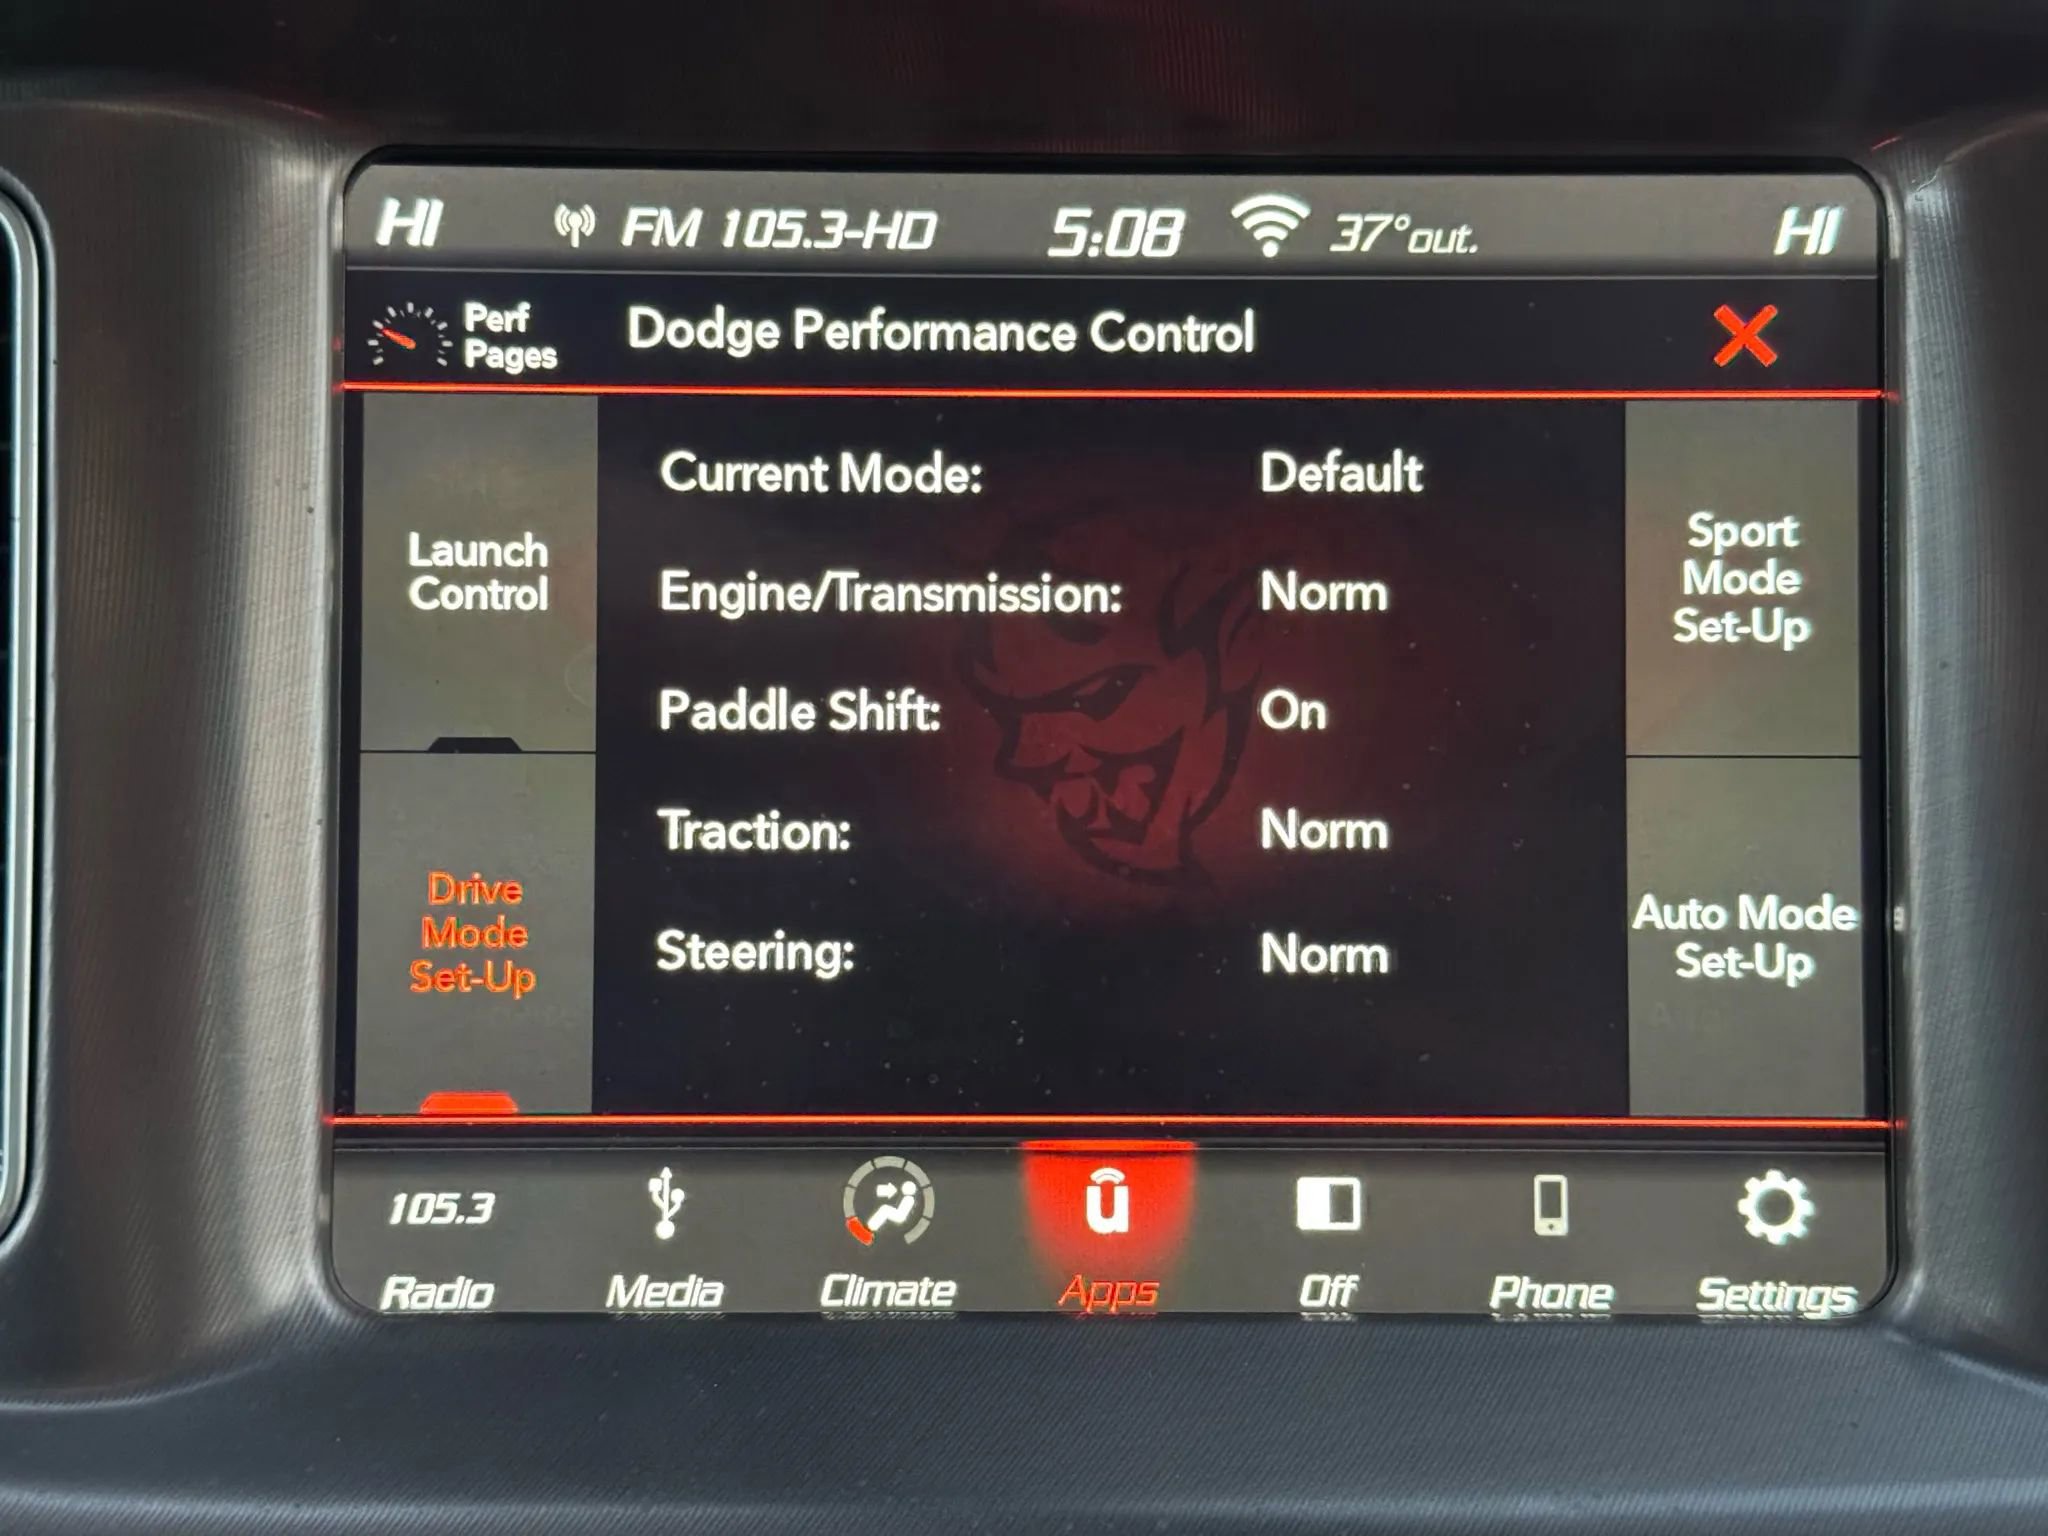 HI FM 105.3-HD 5:08 37°out. HI
Perf
Pages
Dodge Performance Control
Launch
Control
Drive
Mode
Set-Up
Current Mode: Default
Engine/Transmission: Norm
Paddle Shift: On
Traction: Norm
Steering: Norm
Sport
Mode
Set-Up
Auto Mode
Set-Up
105.3
Radio Media Climate Apps Off Phone Settings